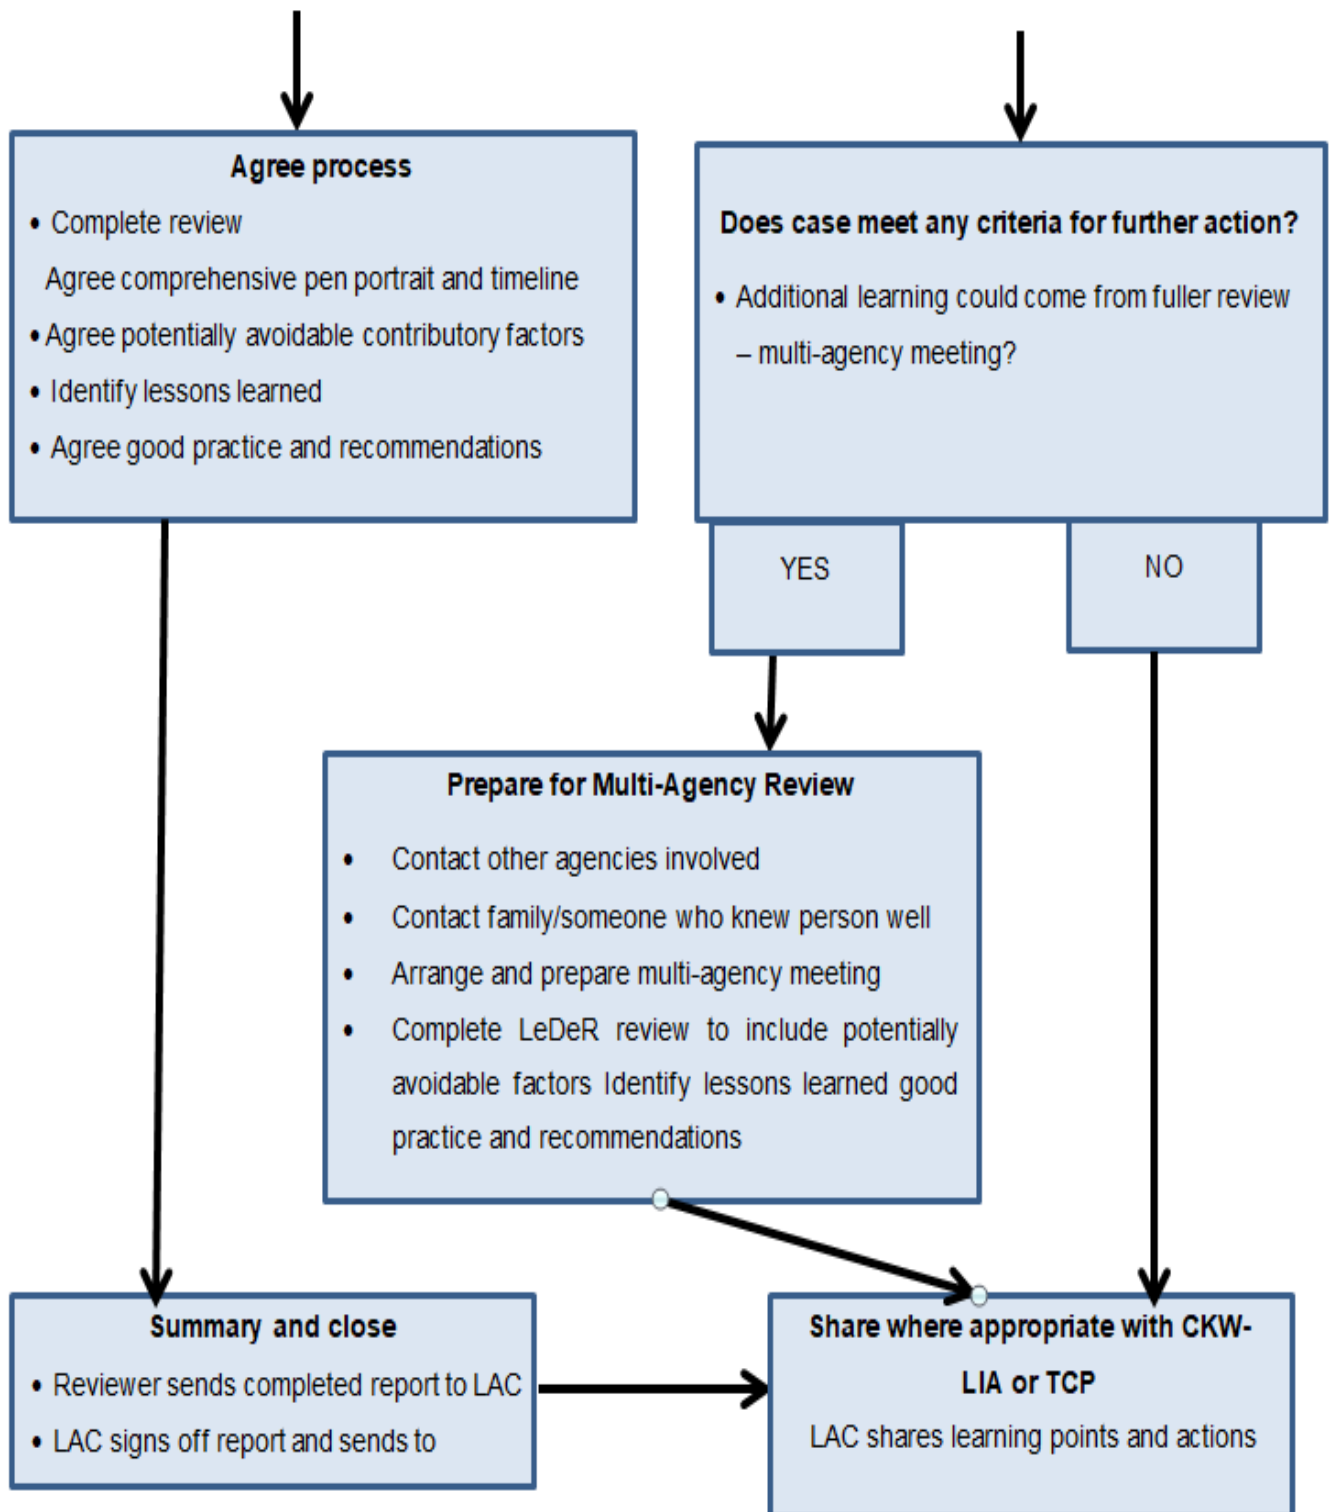 Agree process
• Complete review
Agree comprehensive pen portrait and timeline
• Agree potentially avoidable contributory factors
• Identify lessons learned
• Agree good practice and recommendations
Does case meet any criteria for further action?
• Additional learning could come from fuller review
– multi-agency meeting?
YES
NO
Prepare for Multi-Agency Review
• Contact other agencies involved
• Contact family/someone who knew person well
• Arrange and prepare multi-agency meeting
• Complete LeDeR review to include potentially
avoidable factors Identify lessons learned good
practice and recommendations
Summary and close
• Reviewer sends completed report to LAC
• LAC signs off report and sends to
Share where appropriate with CKW-
LIA or TCP
LAC shares learning points and actions